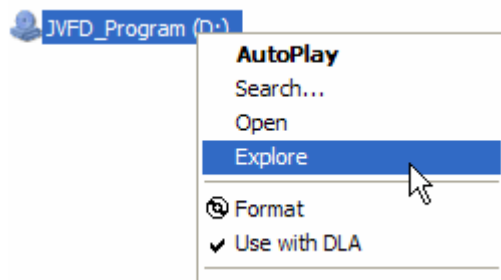 JVFD_Program (D:)
AutoPlay
Search...
Open
Explore
Format
Use with DLA